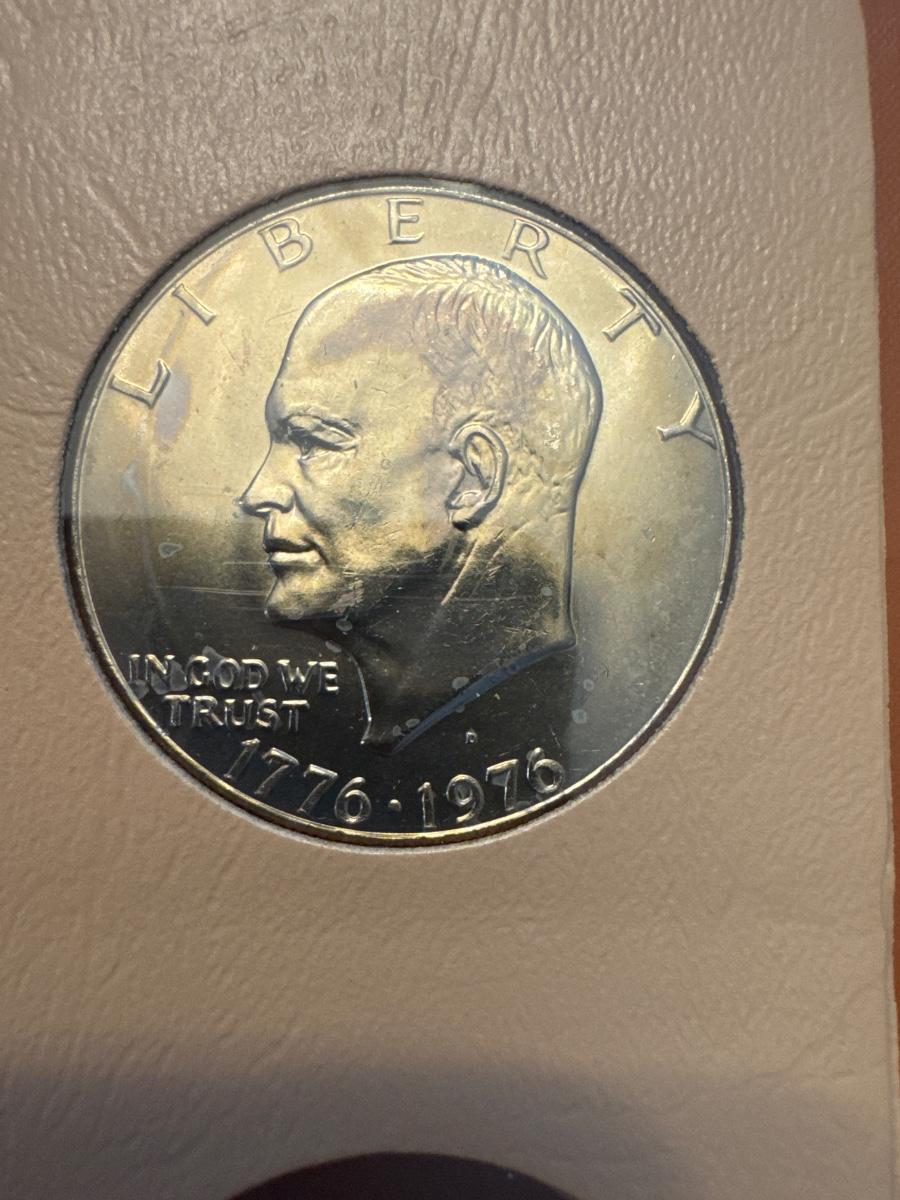 LIBERTY
IN GOD WE
TRUST
D
1776·1976